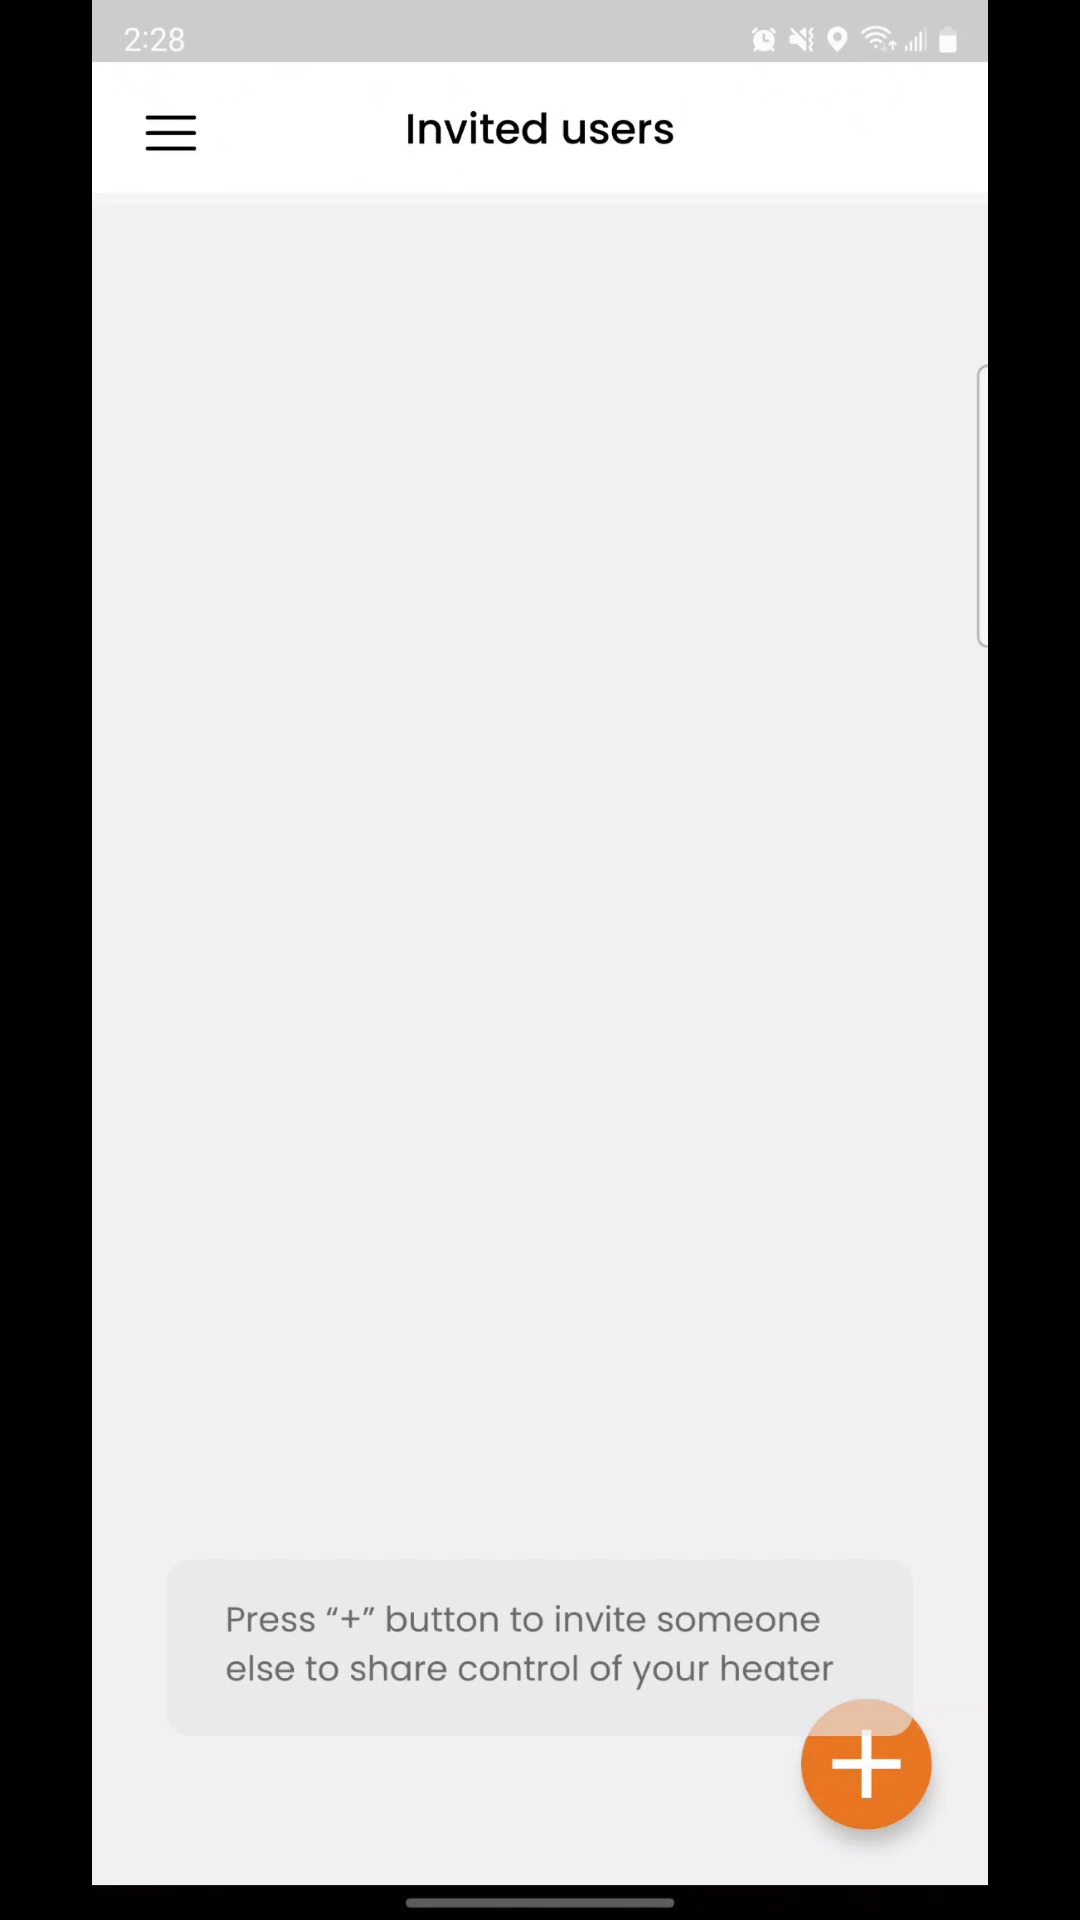 2:28
Invited users
Press “+” button to invite someone
else to share control of your heater